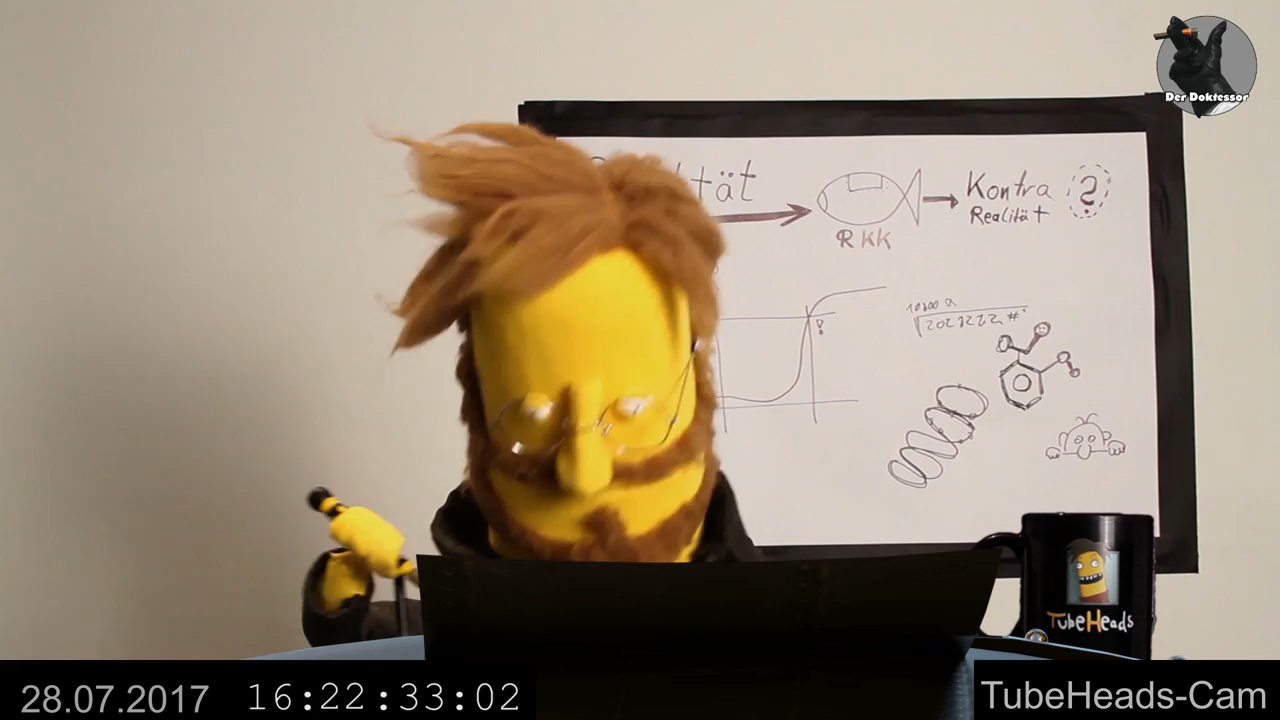 Der Doktessor
tät
Kontra ?
Realität
RKK
!
TubeHeads
28.07.2017
16:22:33:02
TubeHeads-Cam